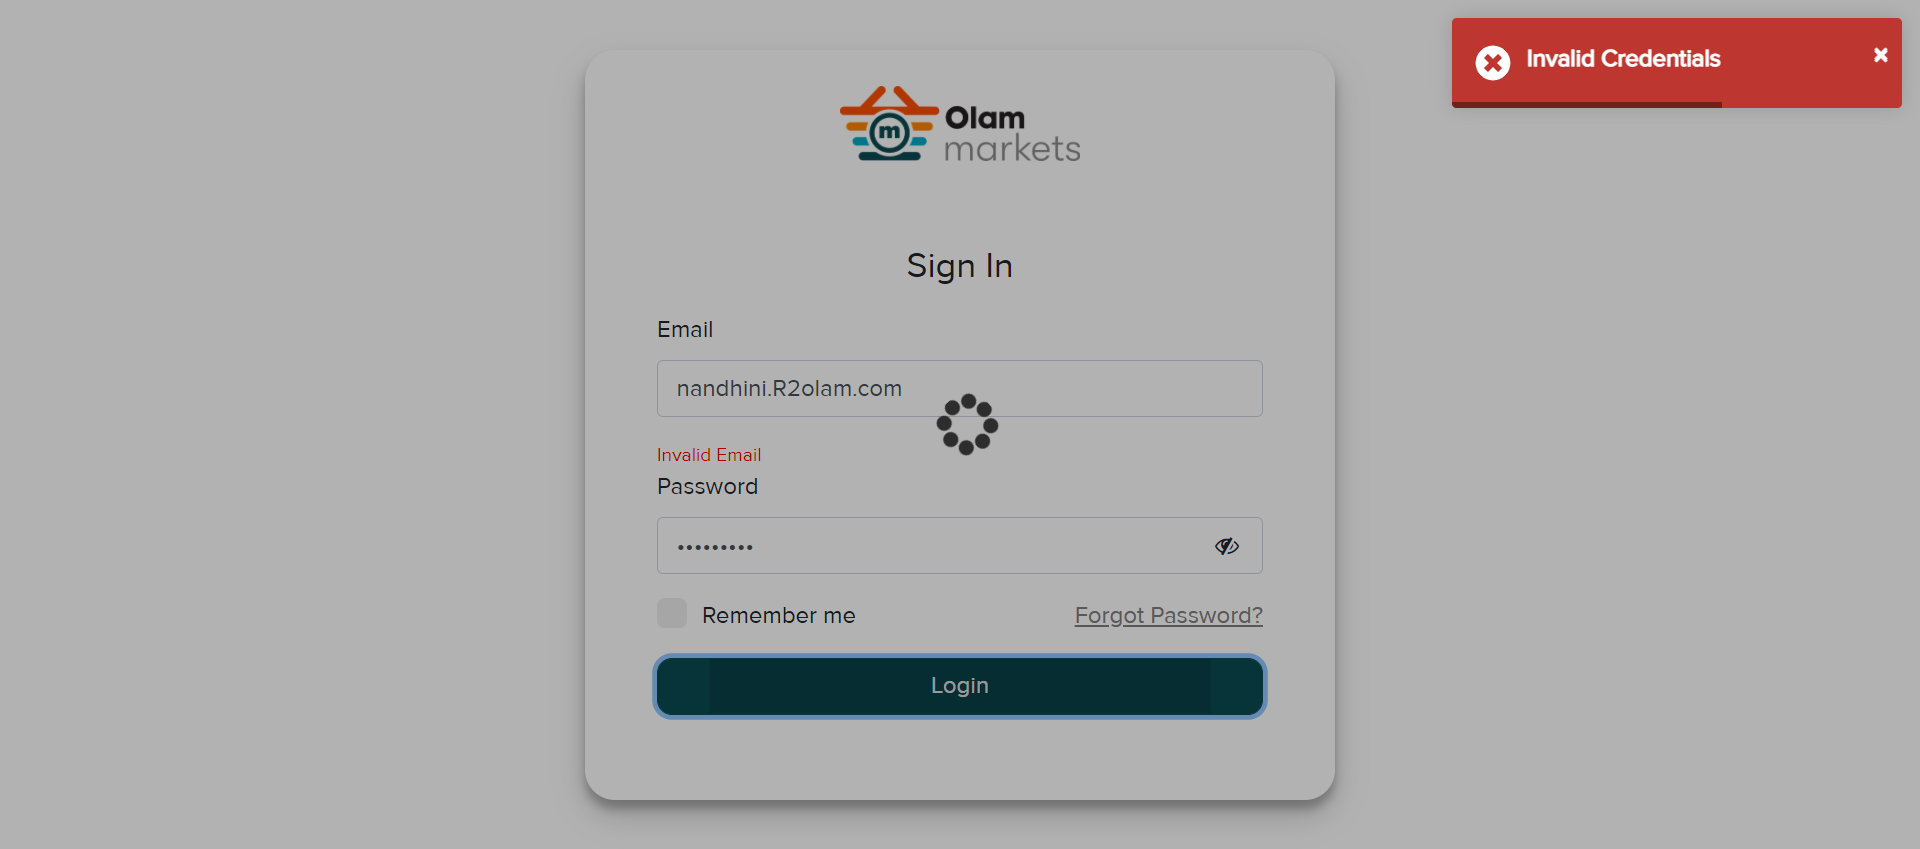 Invalid Credentials
m
Olam
markets
Sign In
Email
nandhini.R2olam.com
Invalid Email
Password
•••••••••
Remember me
Forgot Password?
Login